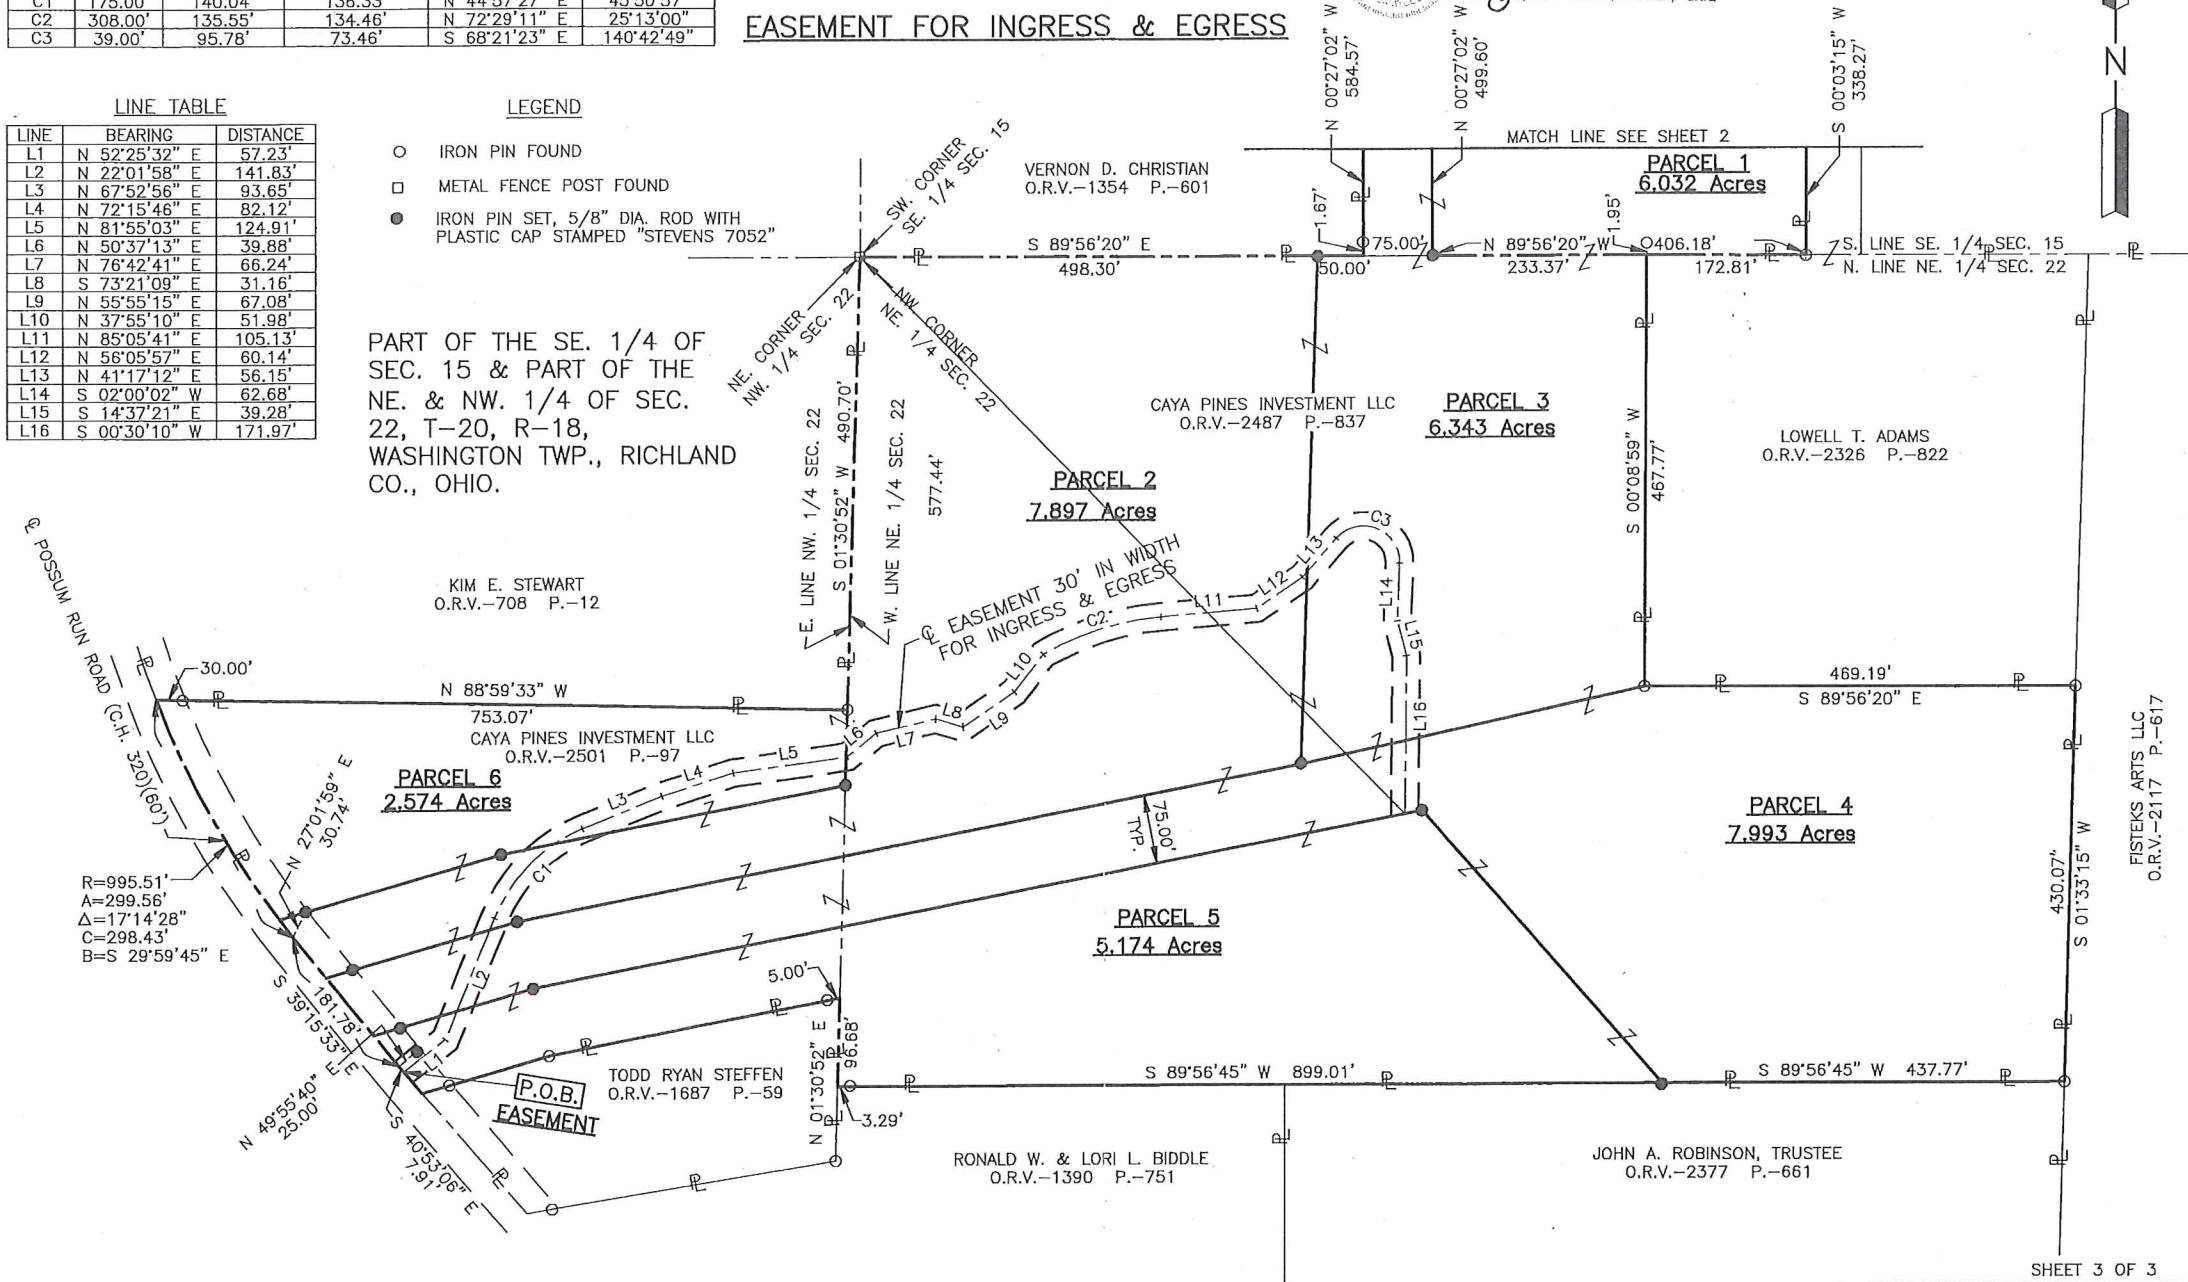 C1 175.00' 140.04' 136.33' N 44°57'27" E 45°50'57"
C2 308.00' 135.55' 134.46' N 72°29'11" E 25°13'00"
C3 39.00' 95.78' 73.46' S 68°21'23" E 140°42'49"
EASEMENT FOR INGRESS & EGRESS
N
LINE TABLE
LINE BEARING DISTANCE
L1 N 52°25'32" E 57.23'
L2 N 22°01'58" E 141.83'
L3 N 67°52'56" E 93.65'
L4 N 72°15'46" E 82.12'
L5 N 81°55'03" E 124.91'
L6 N 50°37'13" E 39.88'
L7 N 76°42'41" E 66.24'
L8 S 73°21'09" E 31.16'
L9 N 55°55'15" E 67.08'
L10 N 37°55'10" E 51.98'
L11 N 85°05'41" E 105.13'
L12 N 56°05'57" E 60.14'
L13 N 41°17'12" E 56.15'
L14 S 02°00'02" W 62.68'
L15 S 14°37'21" E 39.28'
L16 S 00°30'10" W 171.97'
LEGEND
IRON PIN FOUND
METAL FENCE POST FOUND
IRON PIN SET, 5/8" DIA. ROD WITH
PLASTIC CAP STAMPED "STEVENS 7052"
PART OF THE SE. 1/4 OF
SEC. 15 & PART OF THE
NE. & NW. 1/4 OF SEC.
22, T-20, R-18,
WASHINGTON TWP., RICHLAND
CO., OHIO.
N 00°27'02" W
584.57'
N 00°27'02" W
499.60'
S 00°03'15" W
338.27'
MATCH LINE SEE SHEET 2
PARCEL 1
6.032 Acres
SW. CORNER
SE. 1/4 SEC. 15
VERNON D. CHRISTIAN
O.R.V.-1354 P.-601
S 89°56'20" E
498.30'
1.67'
75.00'
50.00'
N 89°56'20" W
233.37'
1.95'
406.18'
172.81'
S. LINE SE. 1/4 SEC. 15
N. LINE NE. 1/4 SEC. 22
NE. CORNER
NW. 1/4 SEC. 22
NW. CORNER
NE. 1/4 SEC. 22
E. LINE NW. 1/4 SEC. 22
S 01°30'52" W 490.70'
W. LINE NE. 1/4 SEC. 22
577.44'
CAYA PINES INVESTMENT LLC
O.R.V.-2487 P.-837
PARCEL 3
6.343 Acres
S 00°08'59" W
467.77'
LOWELL T. ADAMS
O.R.V.-2326 P.-822
PARCEL 2
7.897 Acres
KIM E. STEWART
O.R.V.-708 P.-12
℄ EASEMENT 30' IN WIDTH
FOR INGRESS & EGRESS
C3
L13
L12
L11
C2
L10
L14
L15
L16
L9
L8
L7
L6
L5
L4
L3
C1
L2
L1
℄ POSSUM RUN ROAD (C.H. 320)(60')
30.00'
N 88°59'33" W
753.07'
CAYA PINES INVESTMENT LLC
O.R.V.-2501 P.-97
PARCEL 6
2.574 Acres
469.19'
S 89°56'20" E
FISTEKS ARTS LLC
O.R.V.-2117 P.-617
N 27°01'59" E
30.74'
R=995.51'
A=299.56'
Δ=17°14'28"
C=298.43'
B=S 29°59'45" E
75.00'
TYP.
PARCEL 4
7.993 Acres
430.07"
S 01°33'15" W
PARCEL 5
5.174 Acres
181.78'
S 39°15'33" E
5.00'
N 01°30'52" E
96.68'
3.29'
N 49°55'40" E
25.00'
S 40°53'06" E
7.91'
P.O.B.
EASEMENT
TODD RYAN STEFFEN
O.R.V.-1687 P.-59
S 89°56'45" W 899.01'
S 89°56'45" W 437.77'
RONALD W. & LORI L. BIDDLE
O.R.V.-1390 P.-751
JOHN A. ROBINSON, TRUSTEE
O.R.V.-2377 P.-661
SHEET 3 OF 3